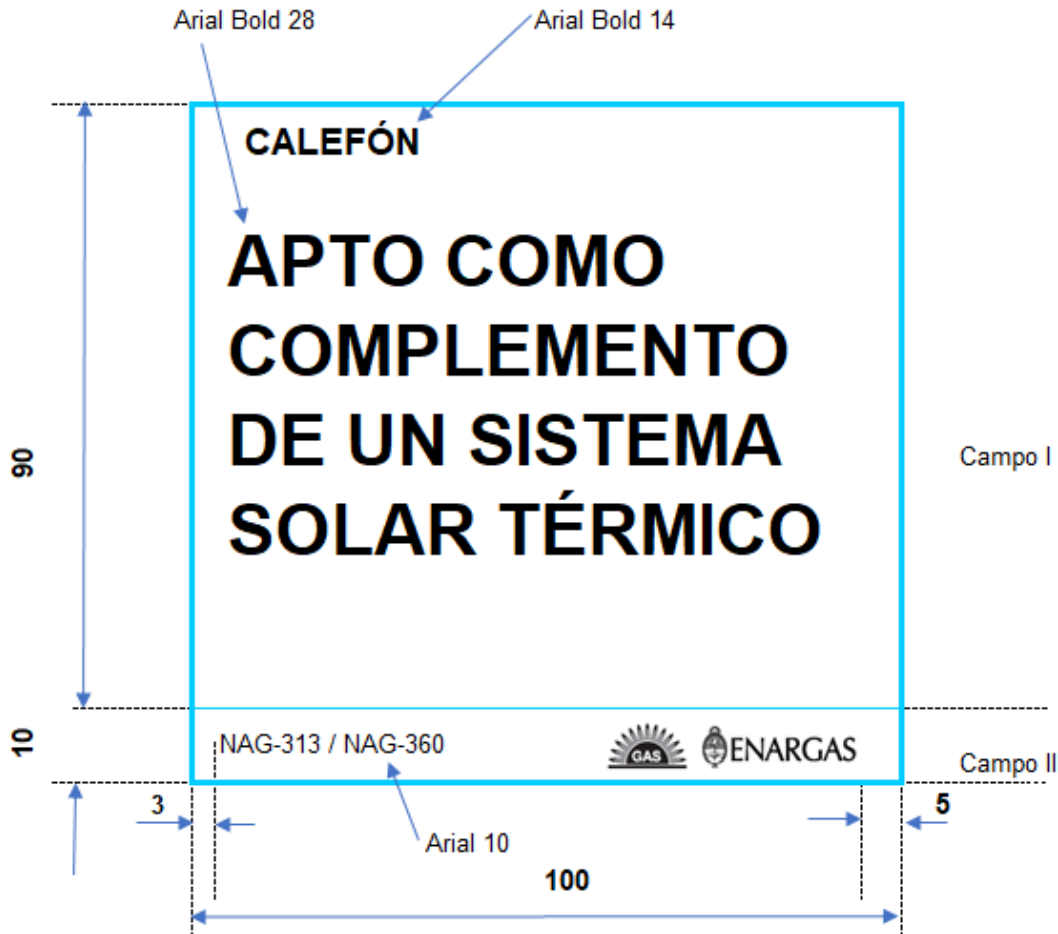 Arial Bold 28
Arial Bold 14
CALEFÓN
APTO COMO
COMPLEMENTO
DE UN SISTEMA
SOLAR TÉRMICO
90
Campo I
10
NAG-313 / NAG-360
GAS
ENARGAS
Campo II
3
5
Arial 10
100